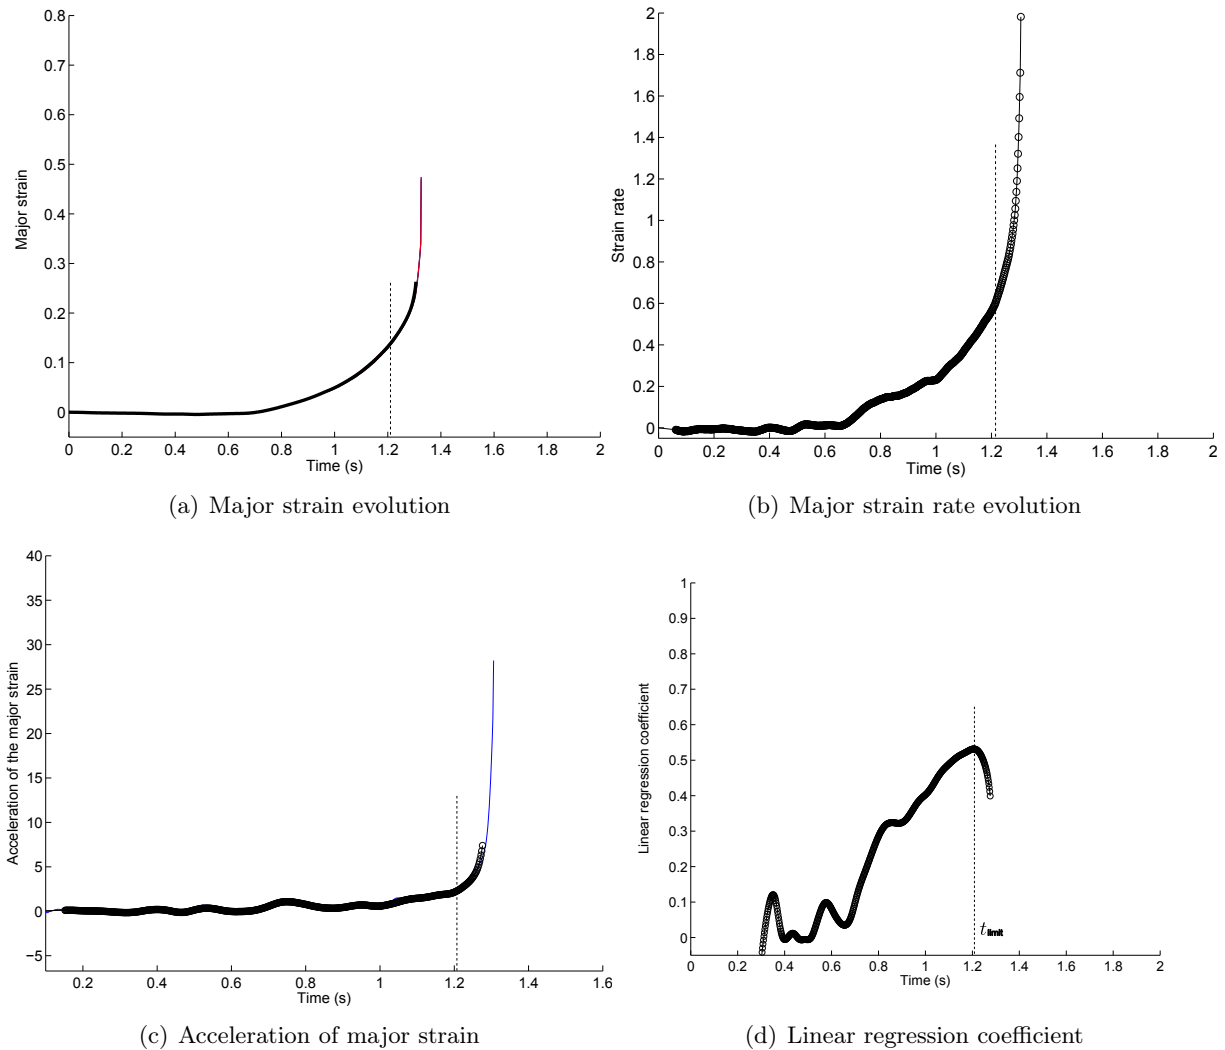 0.8
0.7
0.6
0.5
0.4
0.3
0.2
0.1
0
Major strain
0 0.2 0.4 0.6 0.8 1 1.2 1.4 1.6 1.8 2
Time (s)
(a) Major strain evolution
2
1.8
1.6
1.4
1.2
1
0.8
0.6
0.4
0.2
0
Strain rate
0 0.2 0.4 0.6 0.8 1 1.2 1.4 1.6 1.8 2
Time (s)
(b) Major strain rate evolution
40
35
30
25
20
15
10
5
0
−5
Acceleration of the major strain
0.2 0.4 0.6 0.8 1 1.2 1.4 1.6
Time (s)
(c) Acceleration of major strain
1
0.9
0.8
0.7
0.6
0.5
0.4
0.3
0.2
0.1
0
Linear regression coefficient
t limit
0 0.2 0.4 0.6 0.8 1 1.2 1.4 1.6 1.8 2
Time (s)
(d) Linear regression coefficient